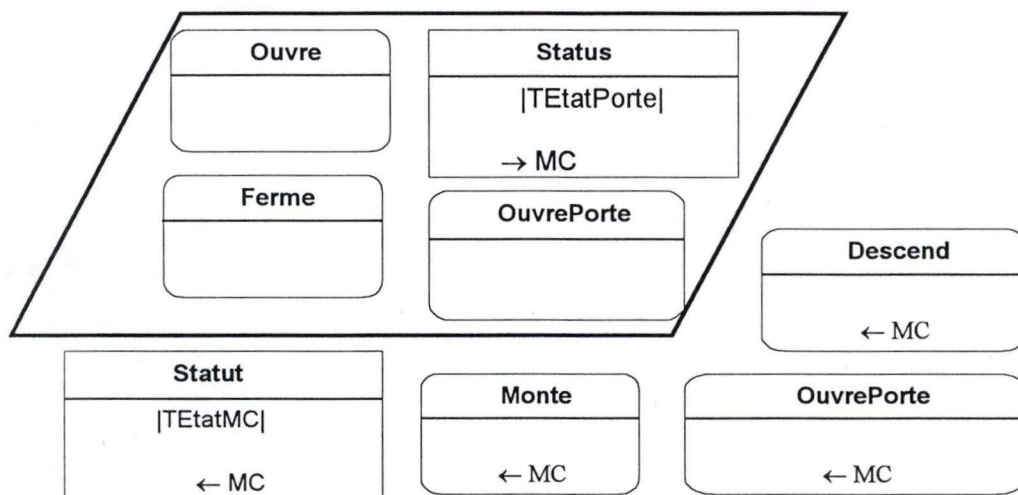 Ouvre
Status
|TEtatPorte|
→ MC
Ferme
OuvrePorte
Descend
← MC
Statut
|TEtatMC|
← MC
Monte
← MC
OuvrePorte
← MC